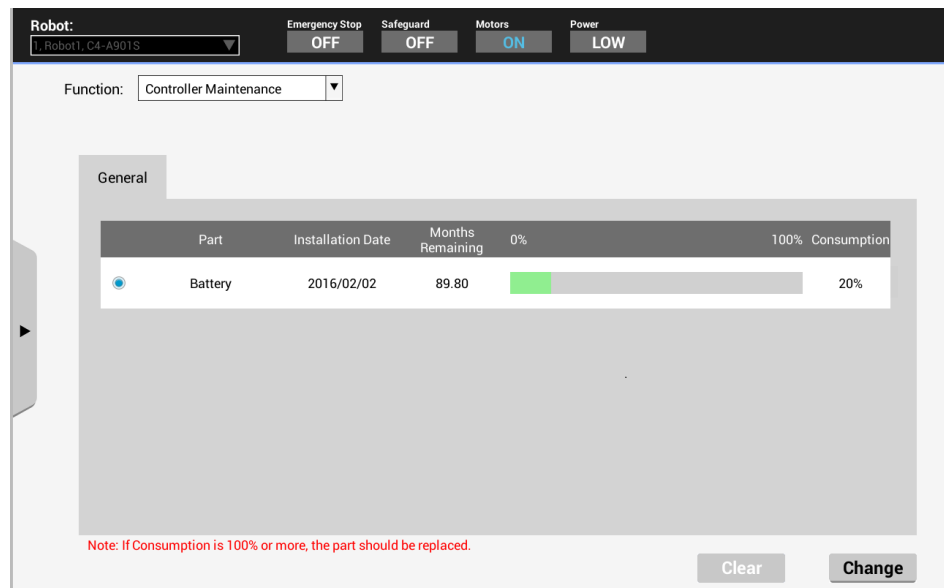 Robot:
1, Robot1, C4-A901S
Emergency Stop Safeguard Motors Power
OFF OFF ON LOW
Function: Controller Maintenance
General
Part Installation Date Months Remaining 0% 100% Consumption
Battery 2016/02/02 89.80 20%
Note: If Consumption is 100% or more, the part should be replaced.
Clear Change